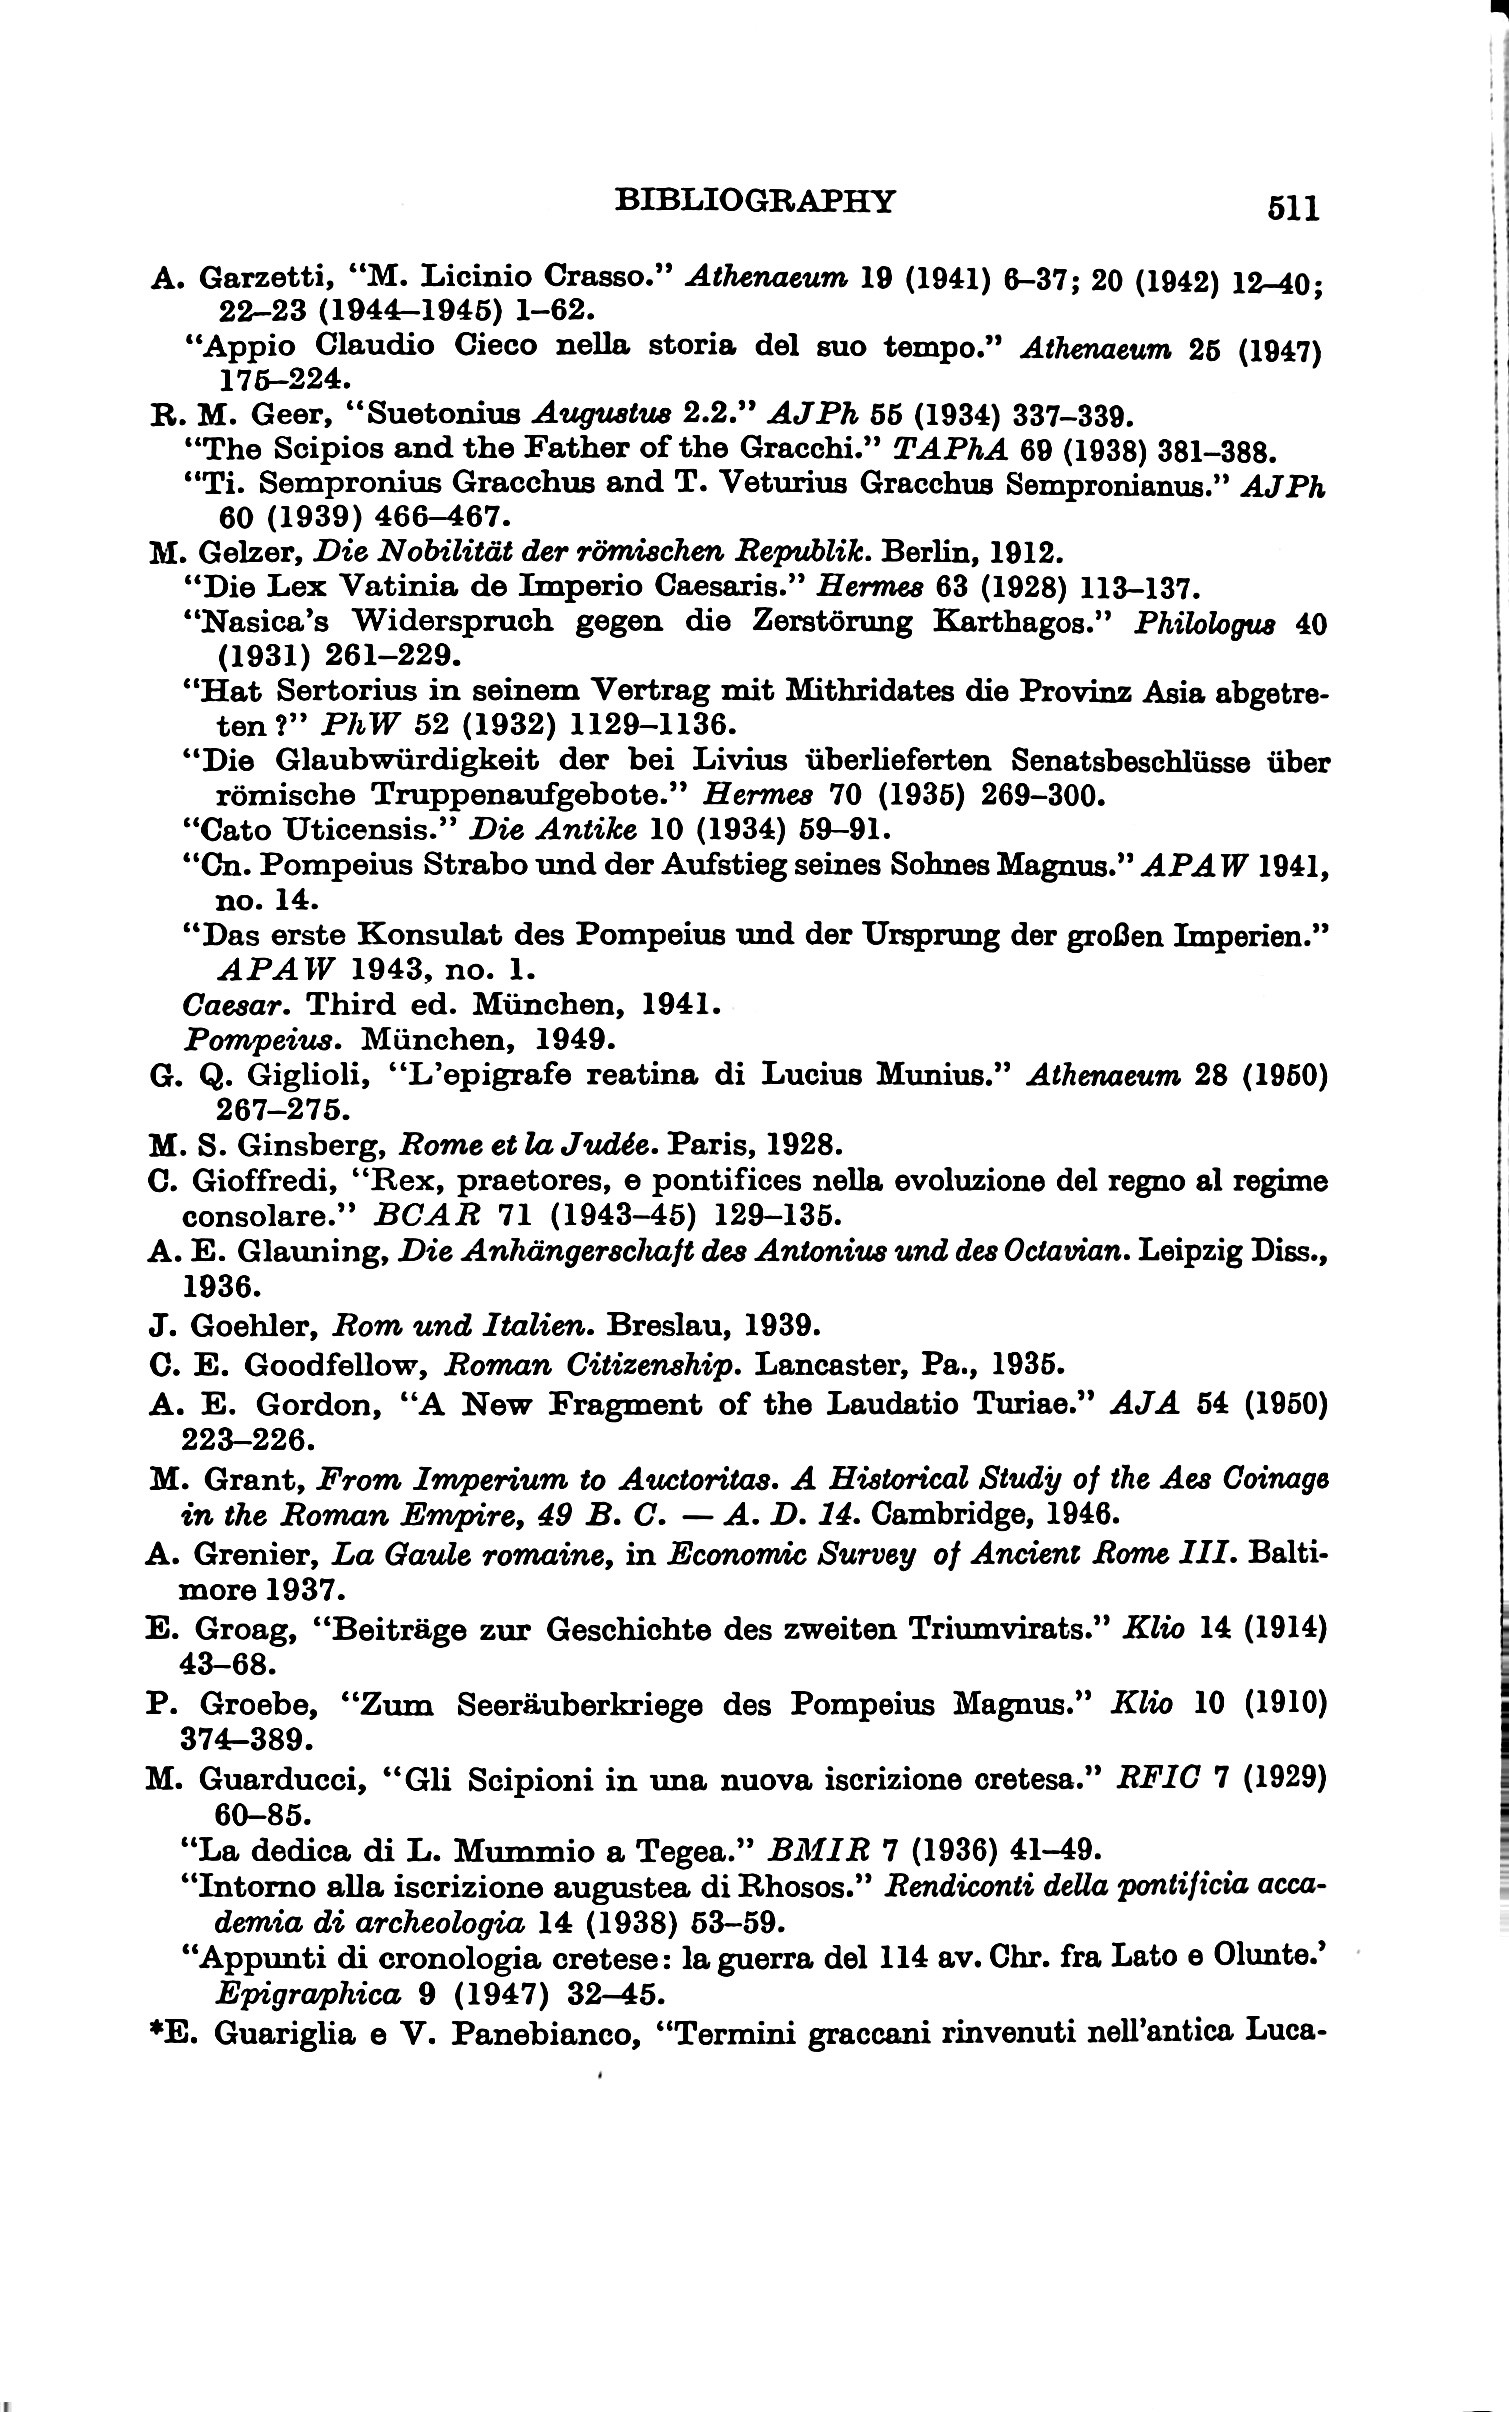 BIBLIOGRAPHY 511
A. Garzetti, “M. Licinio Crasso.” Athenaeum 19 (1941) 6–37; 20 (1942) 12–40;
22–23 (1944–1945) 1–62.
“Appio Claudio Cieco nella storia del suo tempo.” Athenaeum 25 (1947)
175–224.
R. M. Geer, “Suetonius Augustus 2.2.” AJPh 55 (1934) 337–339.
“The Scipios and the Father of the Gracchi.” TAPhA 69 (1938) 381–388.
“Ti. Sempronius Gracchus and T. Veturius Gracchus Sempronianus.” AJPh
60 (1939) 466–467.
M. Gelzer, Die Nobilität der römischen Republik. Berlin, 1912.
“Die Lex Vatinia de Imperio Caesaris.” Hermes 63 (1928) 113–137.
“Nasica’s Widerspruch gegen die Zerstörung Karthagos.” Philologus 40
(1931) 261–229.
“Hat Sertorius in seinem Vertrag mit Mithridates die Provinz Asia abgetre-
ten ?” PhW 52 (1932) 1129–1136.
“Die Glaubwürdigkeit der bei Livius überlieferten Senatsbeschlüsse über
römische Truppenaufgebote.” Hermes 70 (1935) 269–300.
“Cato Uticensis.” Die Antike 10 (1934) 59–91.
“Cn. Pompeius Strabo und der Aufstieg seines Sohnes Magnus.” APAW 1941,
no. 14.
“Das erste Konsulat des Pompeius und der Ursprung der großen Imperien.”
APAW 1943, no. 1.
Caesar. Third ed. München, 1941.
Pompeius. München, 1949.
G. Q. Giglioli, “L’epigrafe reatina di Lucius Munius.” Athenaeum 28 (1950)
267–275.
M. S. Ginsberg, Rome et la Judée. Paris, 1928.
C. Gioffredi, “Rex, praetores, e pontifices nella evoluzione del regno al regime
consolare.” BCAR 71 (1943–45) 129–135.
A. E. Glauning, Die Anhängerschaft des Antonius und des Octavian. Leipzig Diss.,
1936.
J. Goehler, Rom und Italien. Breslau, 1939.
C. E. Goodfellow, Roman Citizenship. Lancaster, Pa., 1935.
A. E. Gordon, “A New Fragment of the Laudatio Turiae.” AJA 54 (1950)
223–226.
M. Grant, From Imperium to Auctoritas. A Historical Study of the Aes Coinage
in the Roman Empire, 49 B. C. — A. D. 14. Cambridge, 1946.
A. Grenier, La Gaule romaine, in Economic Survey of Ancient Rome III. Balti-
more 1937.
E. Groag, “Beiträge zur Geschichte des zweiten Triumvirats.” Klio 14 (1914)
43–68.
P. Groebe, “Zum Seeräuberkriege des Pompeius Magnus.” Klio 10 (1910)
374–389.
M. Guarducci, “Gli Scipioni in una nuova iscrizione cretesa.” RFIC 7 (1929)
60–85.
“La dedica di L. Mummio a Tegea.” BMIR 7 (1936) 41–49.
“Intorno alla iscrizione augustea di Rhosos.” Rendiconti della pontificia acca-
demia di archeologia 14 (1938) 53–59.
“Appunti di cronologia cretese: la guerra del 114 av. Chr. fra Lato e Olunte.’
Epigraphica 9 (1947) 32–45.
*E. Guariglia e V. Panebianco, “Termini graccani rinvenuti nell’antica Luca-